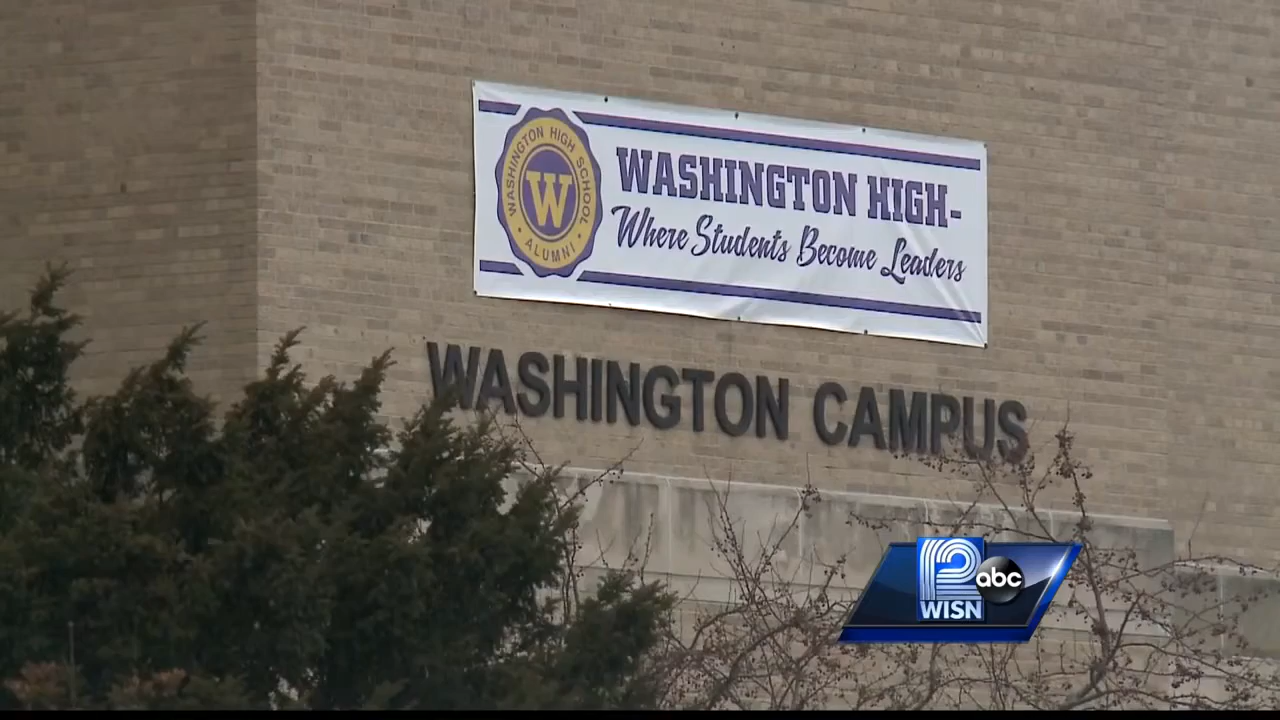 WASHINGTON HIGH SCHOOL
W
• ALUMNI •
WASHINGTON HIGH-
Where Students Become Leaders
WASHINGTON CAMPUS
12
abc
WISN